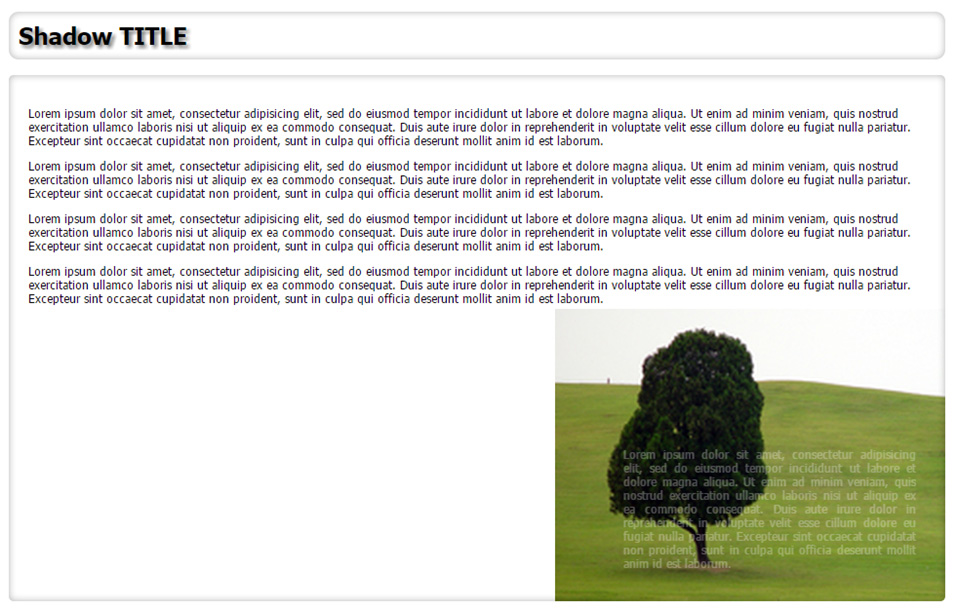 Shadow TITLE
Lorem ipsum dolor sit amet, consectetur adipisicing elit, sed do eiusmod tempor incididunt ut labore et dolore magna aliqua. Ut enim ad minim veniam, quis nostrud
exercitation ullamco laboris nisi ut aliquip ex ea commodo consequat. Duis aute irure dolor in reprehenderit in voluptate velit esse cillum dolore eu fugiat nulla pariatur.
Excepteur sint occaecat cupidatat non proident, sunt in culpa qui officia deserunt mollit anim id est laborum.
Lorem ipsum dolor sit amet, consectetur adipisicing elit, sed do eiusmod tempor incididunt ut labore et dolore magna aliqua. Ut enim ad minim veniam, quis nostrud
exercitation ullamco laboris nisi ut aliquip ex ea commodo consequat. Duis aute irure dolor in reprehenderit in voluptate velit esse cillum dolore eu fugiat nulla pariatur.
Excepteur sint occaecat cupidatat non proident, sunt in culpa qui officia deserunt mollit anim id est laborum.
Lorem ipsum dolor sit amet, consectetur adipisicing elit, sed do eiusmod tempor incididunt ut labore et dolore magna aliqua. Ut enim ad minim veniam, quis nostrud
exercitation ullamco laboris nisi ut aliquip ex ea commodo consequat. Duis aute irure dolor in reprehenderit in voluptate velit esse cillum dolore eu fugiat nulla pariatur.
Excepteur sint occaecat cupidatat non proident, sunt in culpa qui officia deserunt mollit anim id est laborum.
Lorem ipsum dolor sit amet, consectetur adipisicing elit, sed do eiusmod tempor incididunt ut labore et dolore magna aliqua. Ut enim ad minim veniam, quis nostrud
exercitation ullamco laboris nisi ut aliquip ex ea commodo consequat. Duis aute irure dolor in reprehenderit in voluptate velit esse cillum dolore eu fugiat nulla pariatur.
Excepteur sint occaecat cupidatat non proident, sunt in culpa qui officia deserunt mollit anim id est laborum.
Lorem ipsum dolor sit amet, consectetur adipisicing
elit, sed do eiusmod tempor incididunt ut labore et
dolore magna aliqua. Ut enim ad minim veniam, quis
nostrud exercitation ullamco laboris nisi ut aliquip ex
ea commodo consequat. Duis aute irure dolor in
reprehenderit in voluptate velit esse cillum dolore eu
fugiat nulla pariatur. Excepteur sint occaecat cupidatat
non proident, sunt in culpa qui officia deserunt mollit
anim id est laborum.